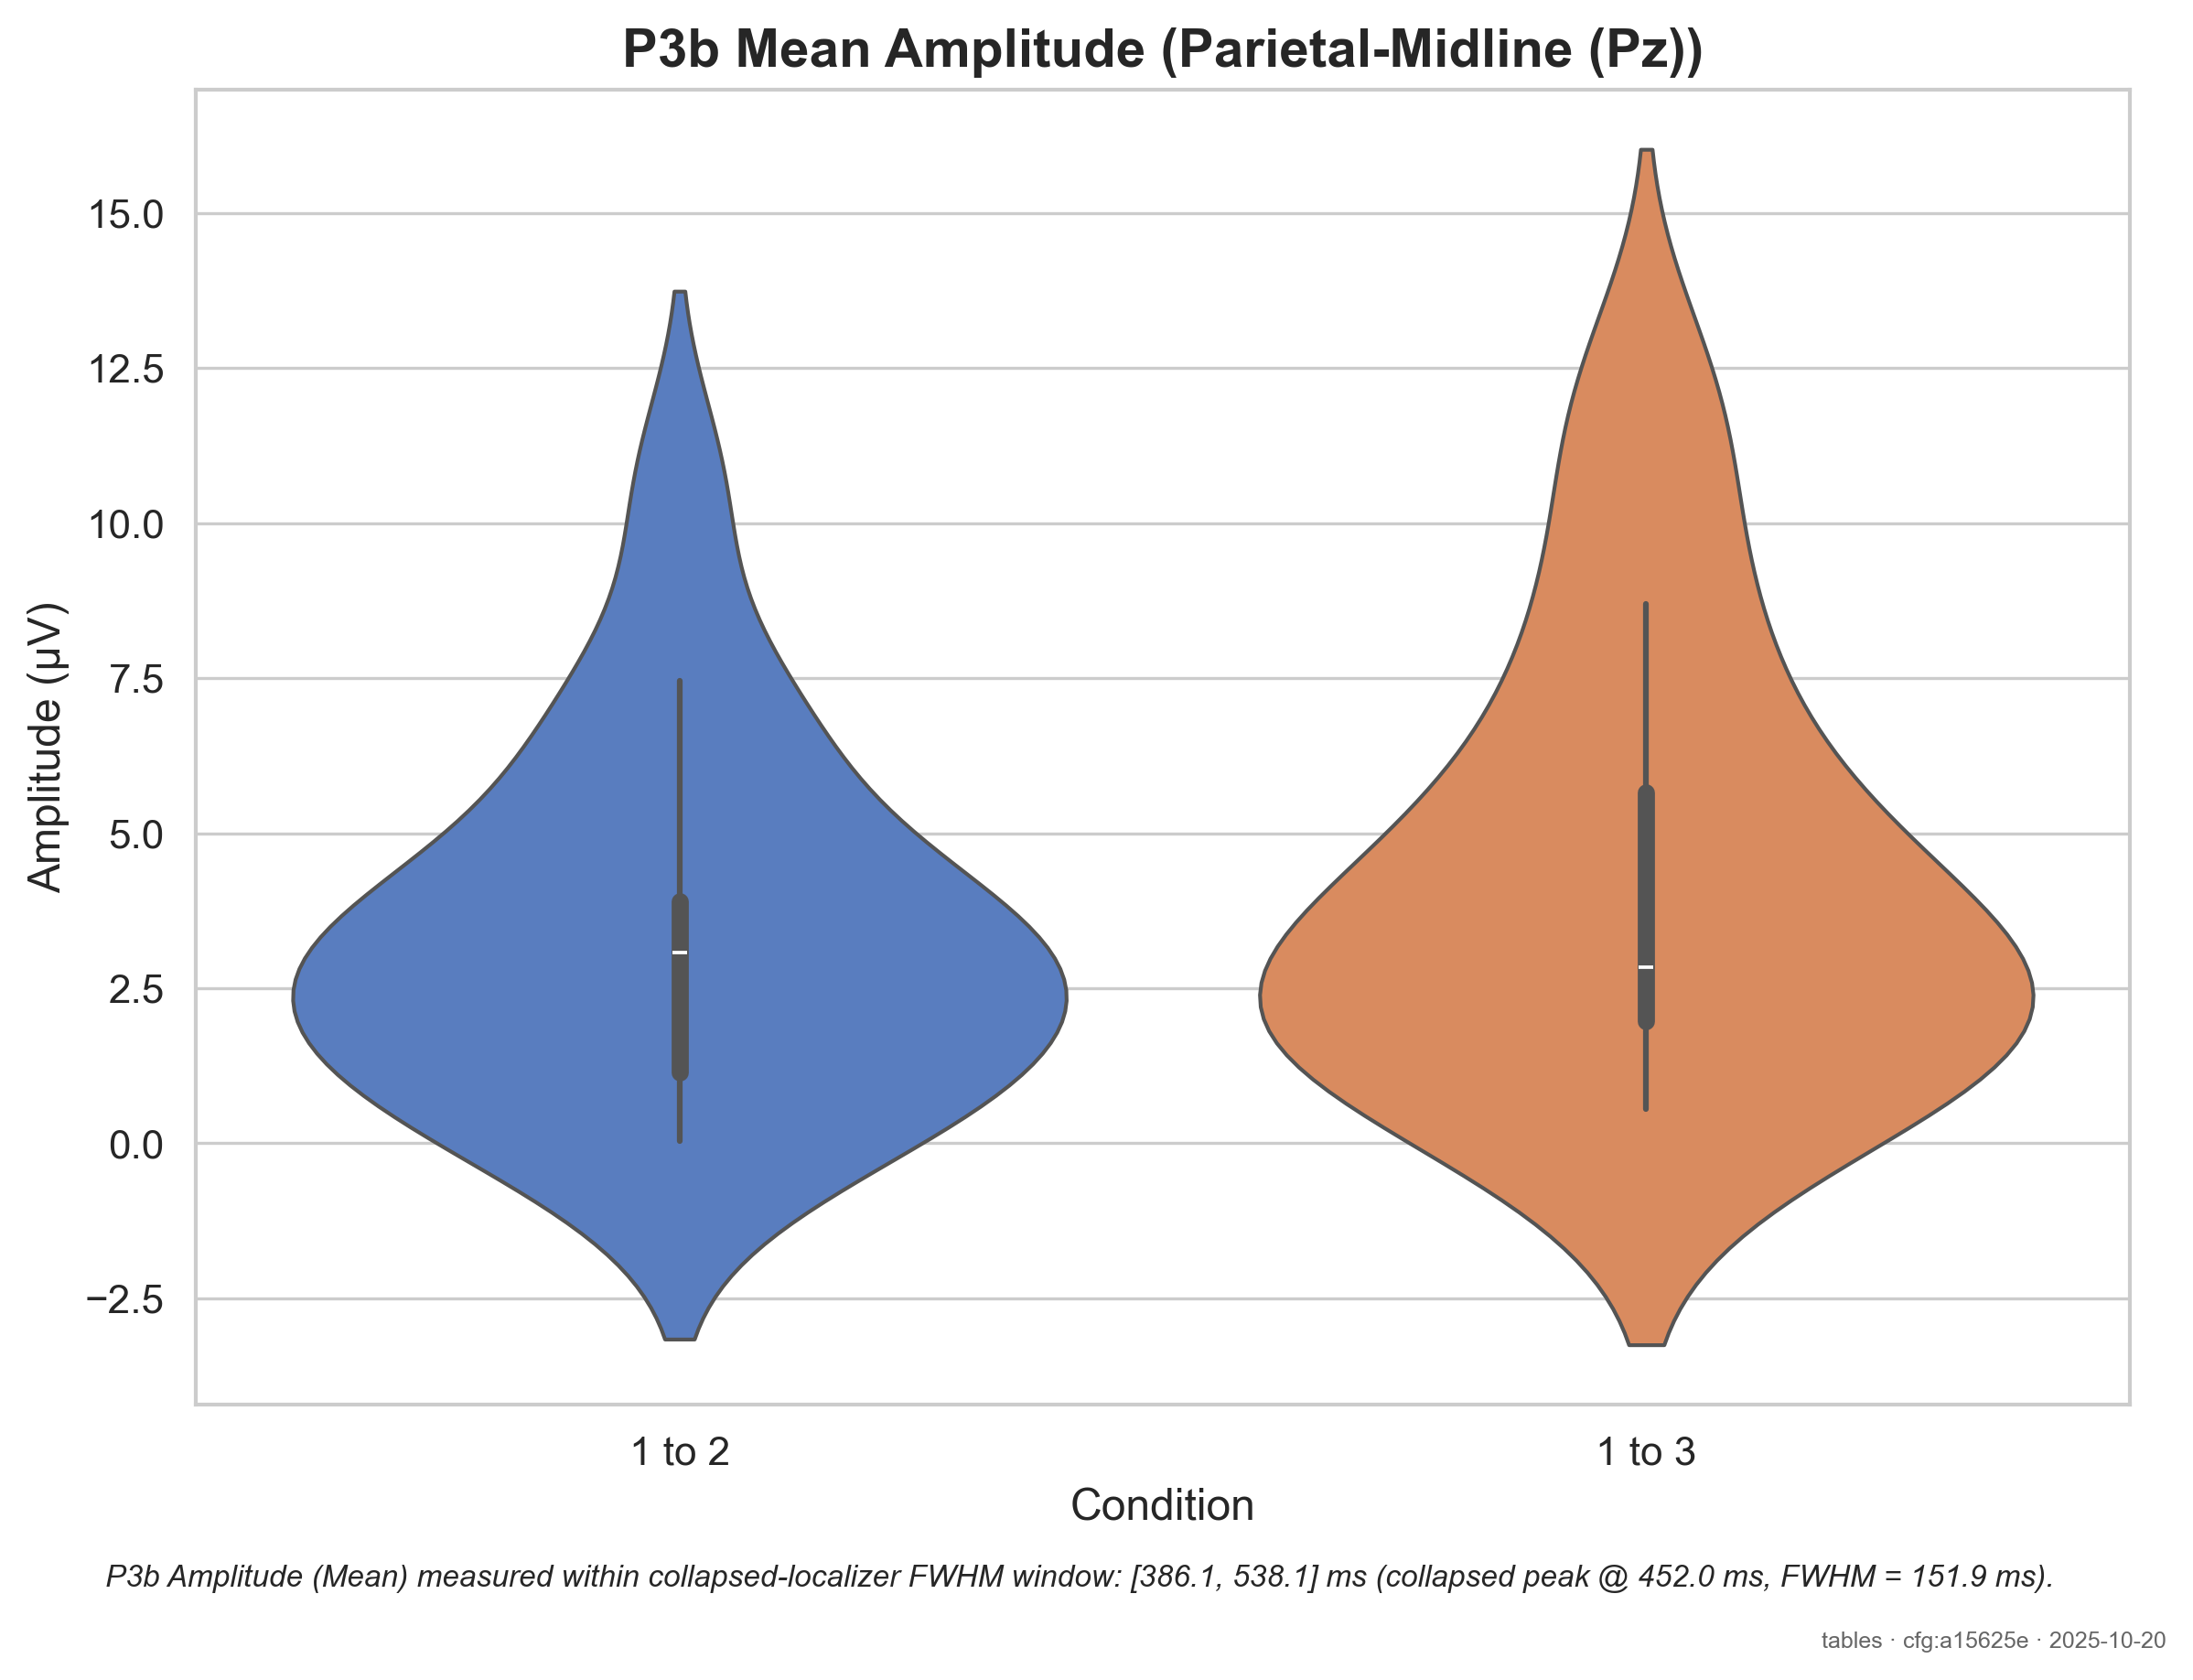 P3b Mean Amplitude (Parietal-Midline (Pz))
Amplitude (µV)
15.0
12.5
10.0
7.5
5.0
2.5
0.0
−2.5
1 to 2
1 to 3
Condition
P3b Amplitude (Mean) measured within collapsed-localizer FWHM window: [386.1, 538.1] ms (collapsed peak @ 452.0 ms, FWHM = 151.9 ms).
tables · cfg:a15625e · 2025-10-20